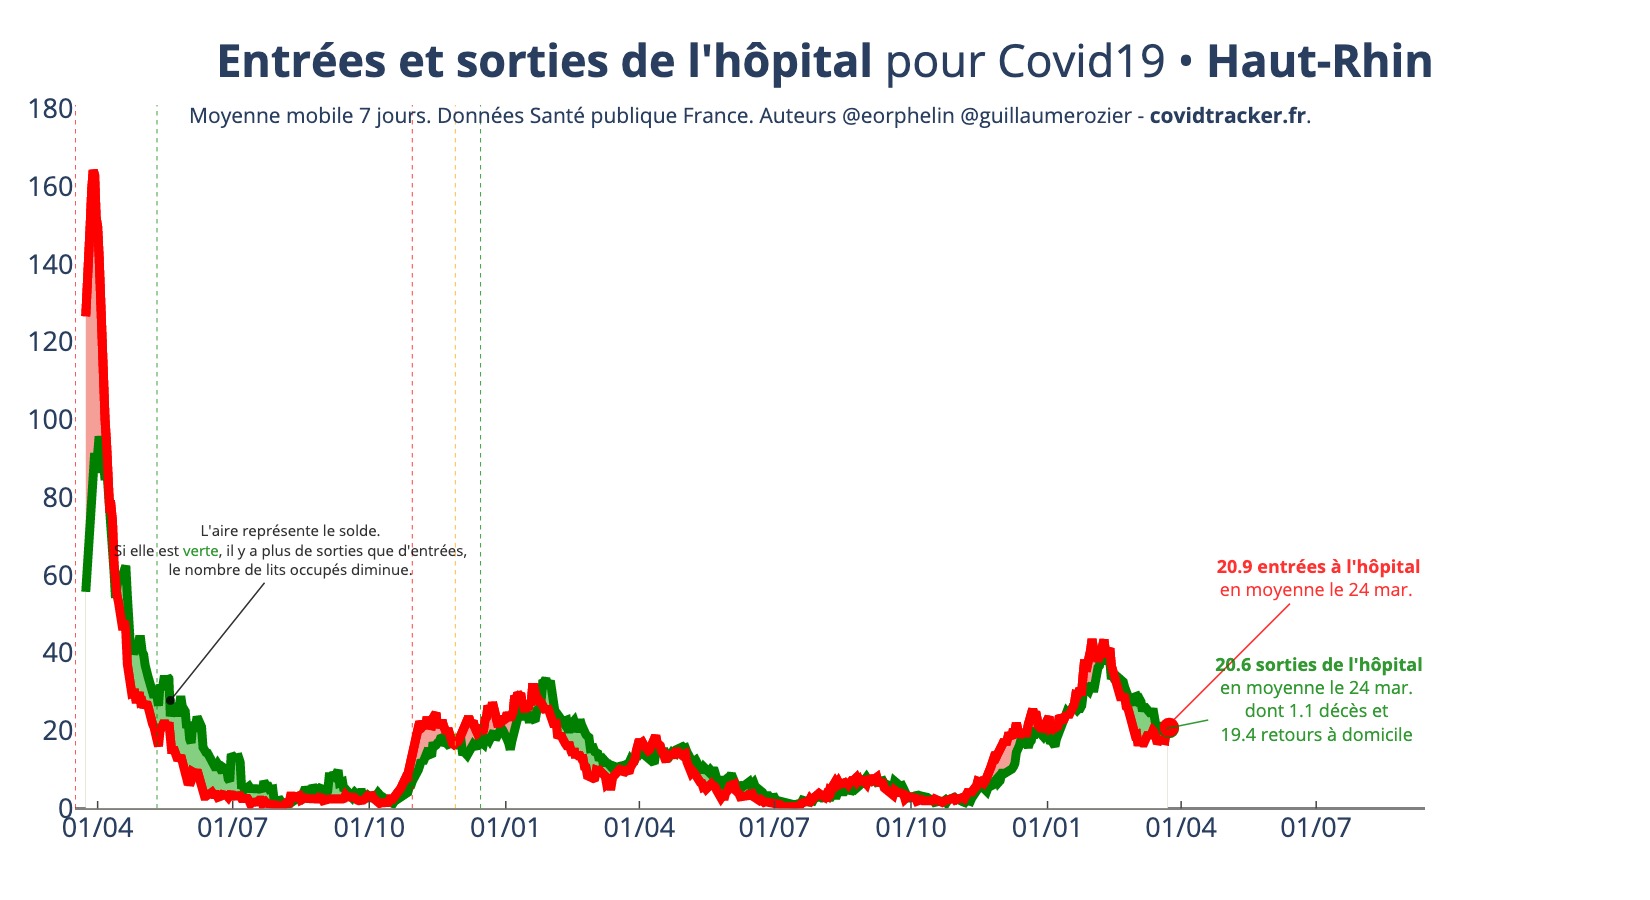 Entrées et sorties de l'hôpital pour Covid19 • Haut-Rhin
Moyenne mobile 7 jours. Données Santé publique France. Auteurs @eorphelin @guillaumerozier - covidtracker.fr.
180
160
140
120
100
80
60
40
20
0
L'aire représente le solde.
Si elle est verte, il y a plus de sorties que d'entrées,
le nombre de lits occupés diminue.
20.9 entrées à l'hôpital
en moyenne le 24 mar.
20.6 sorties de l'hôpital
en moyenne le 24 mar.
dont 1.1 décès et
19.4 retours à domicile
01/04 01/07 01/10 01/01 01/04 01/07 01/10 01/01 01/04 01/07